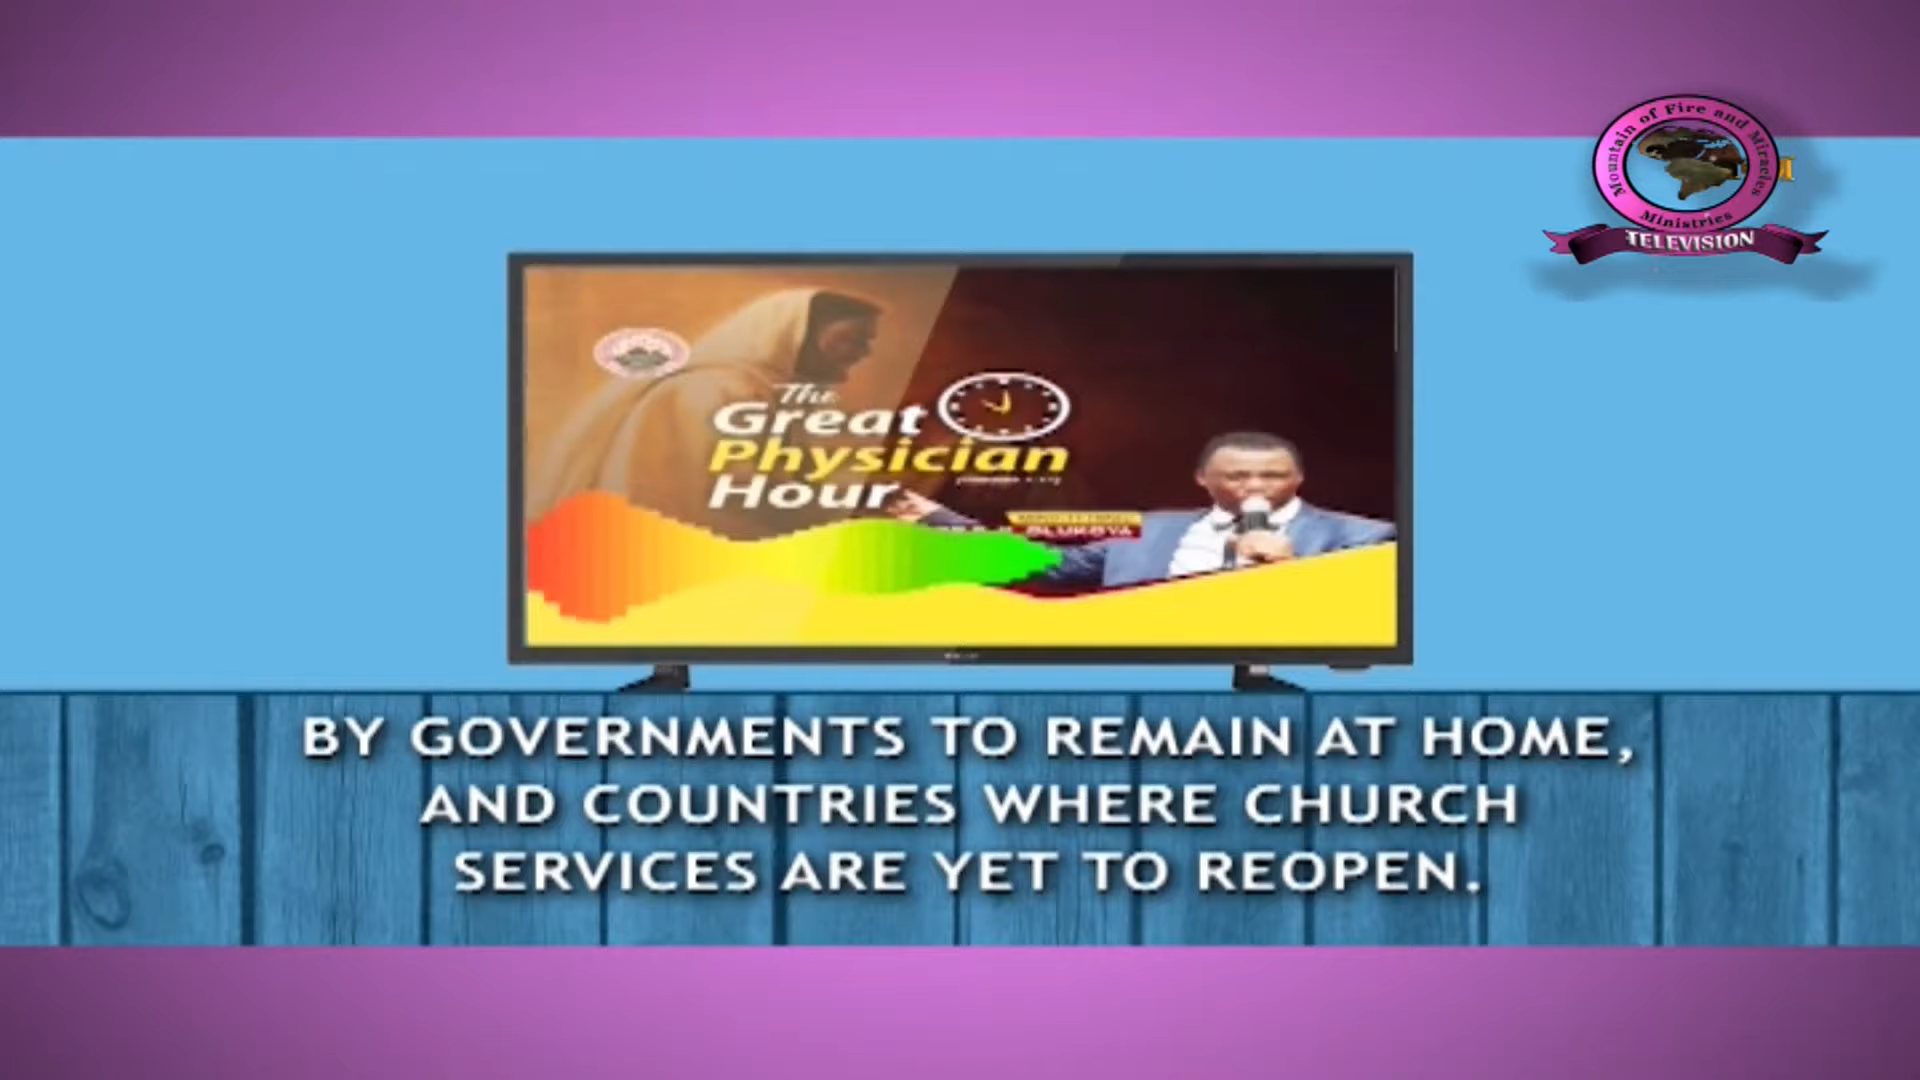 Mountain of Fire and Miracles
Ministries
TELEVISION
The
Great
Physician
Hour
OLUKOYA
BY GOVERNMENTS TO REMAIN AT HOME,
AND COUNTRIES WHERE CHURCH
SERVICES ARE YET TO REOPEN.